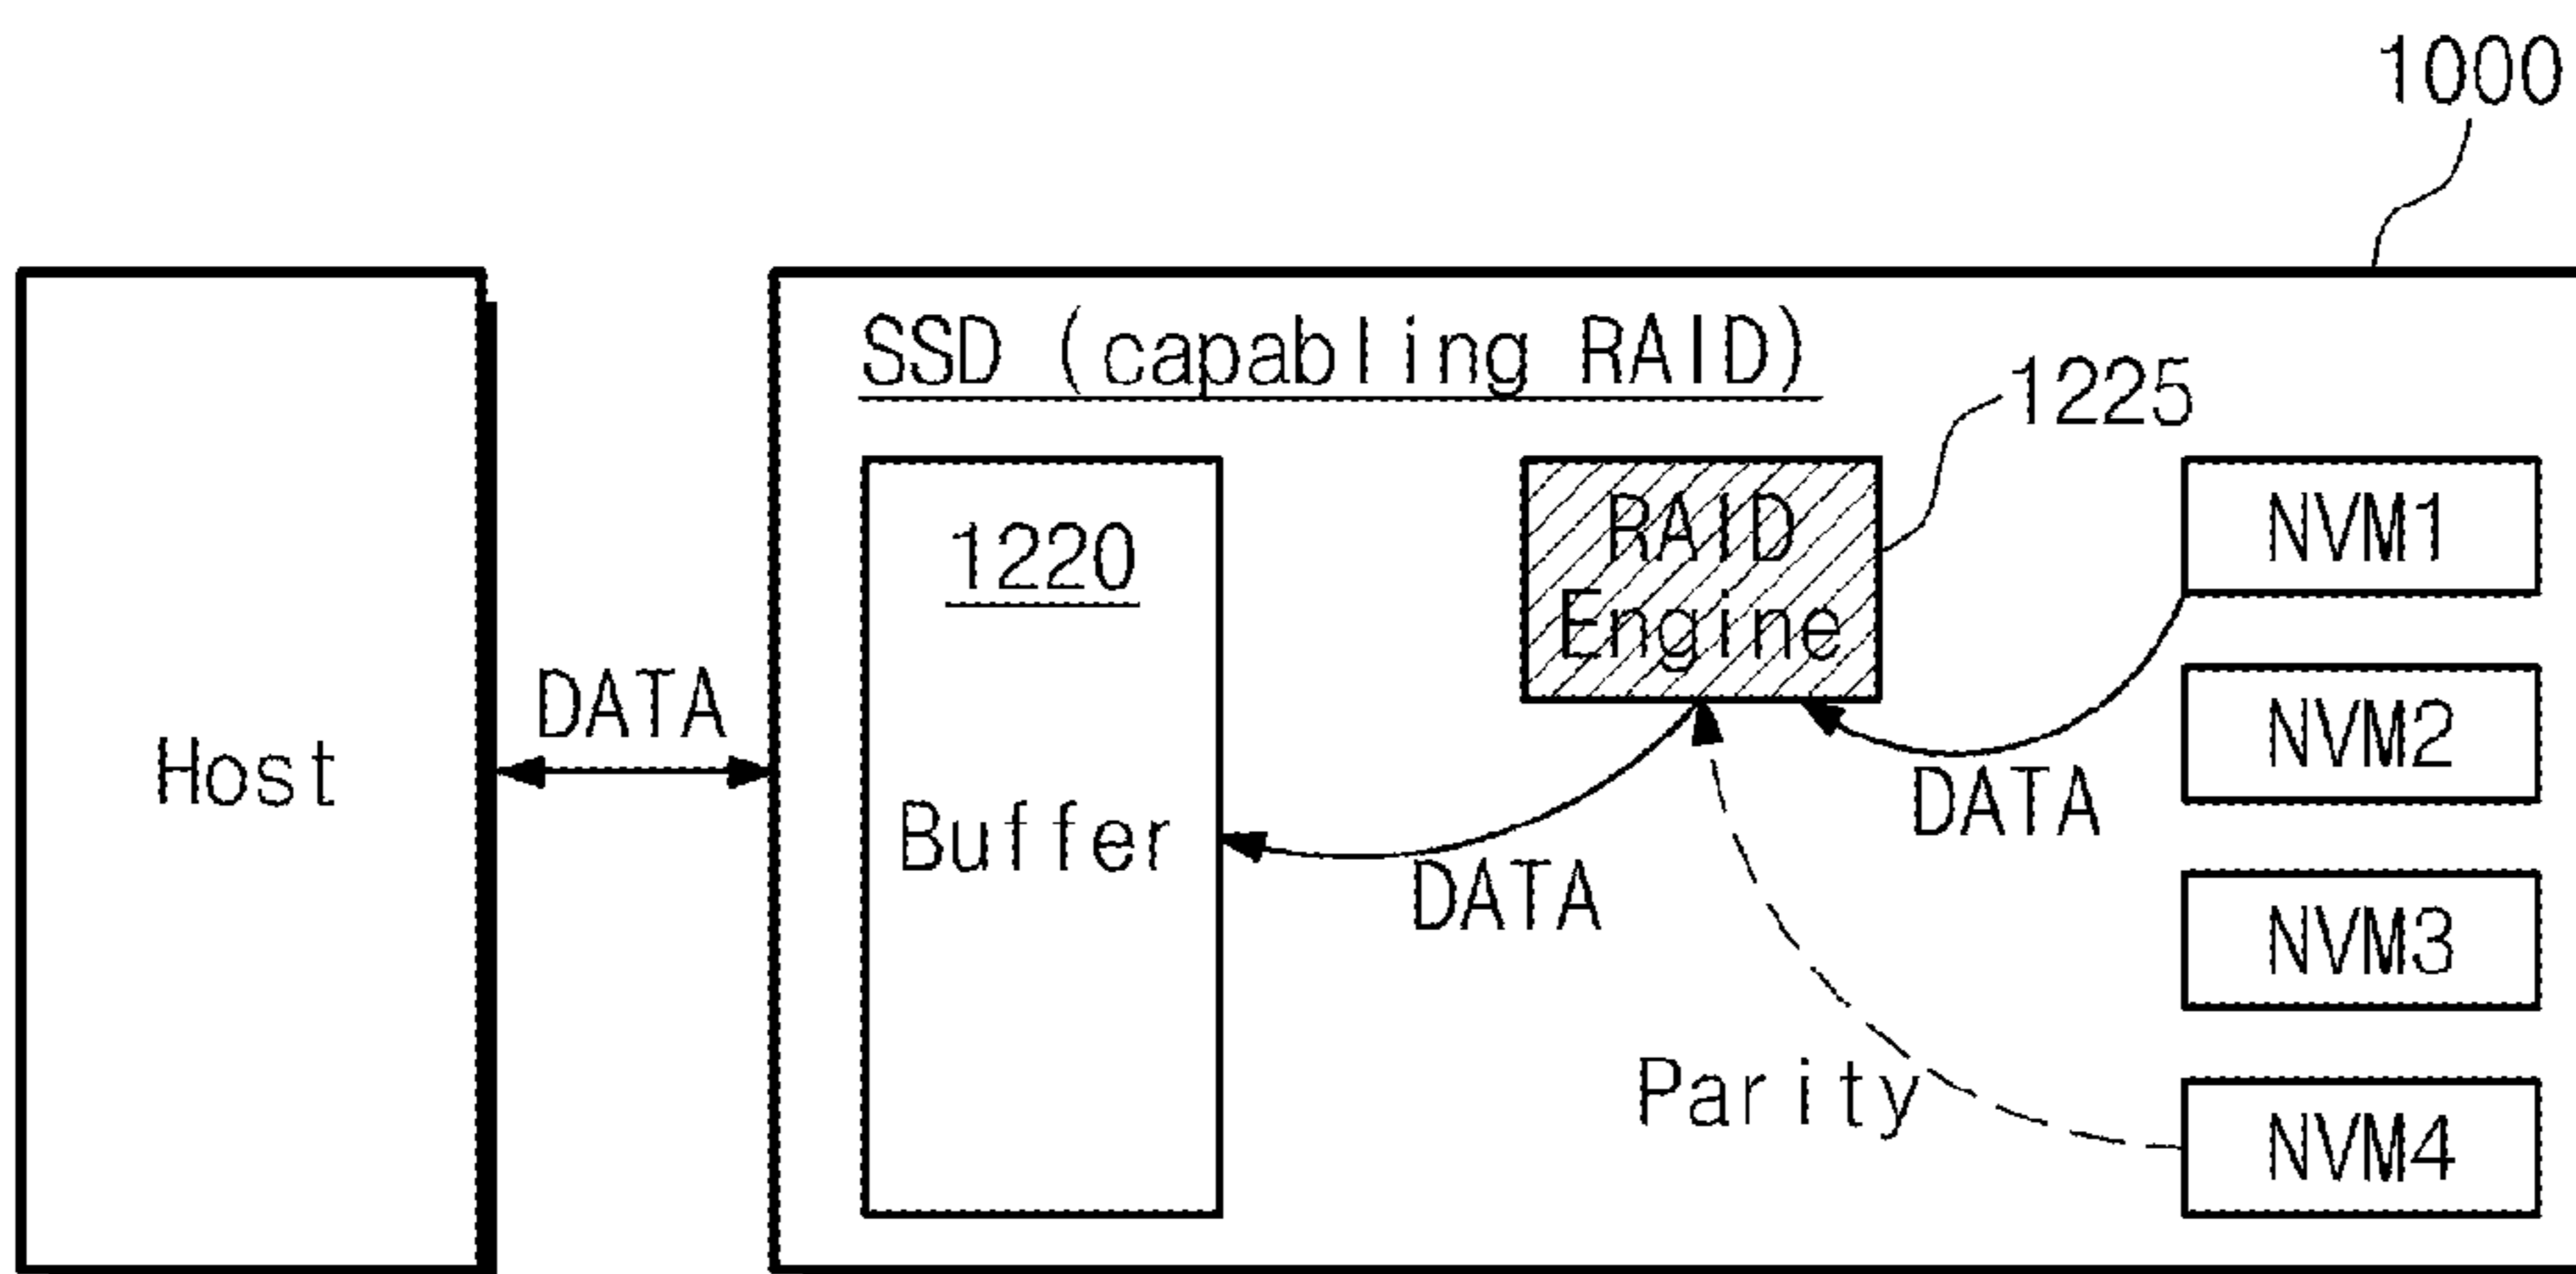 1000
SSD (capabling RAID)
1225
1220
RAID
Engine
NVM1
DATA
NVM2
Host
DATA
Buffer
DATA
NVM3
Parity
NVM4